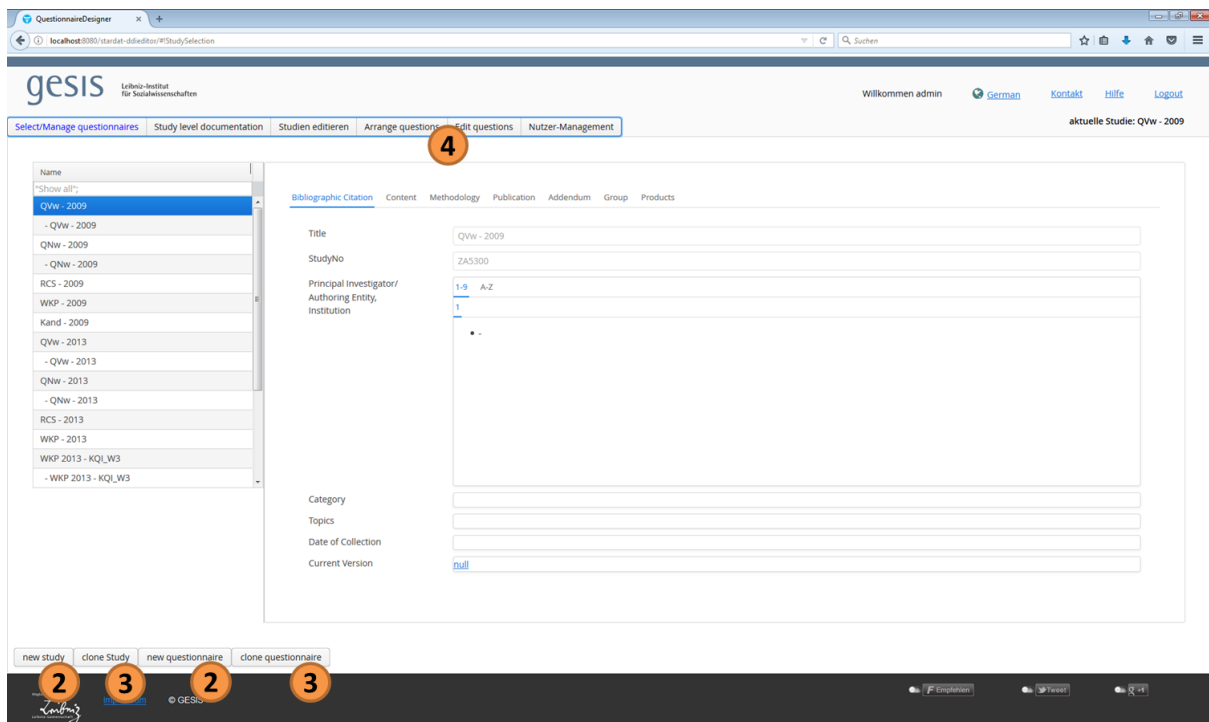 QuestionnaireDesigner
localhost:8080/stardat-ddieditor/#!StudySelection
Suchen
gesis
Leibniz-Institut
für Sozialwissenschaften
Willkommen admin
German
Kontakt
Hilfe
Logout
Select/Manage questionnaires
Study level documentation
Studien editieren
Arrange questions
Edit questions
Nutzer-Management
aktuelle Studie: QVw - 2009
4
Name
"Show all";
QVw - 2009
- QVw - 2009
QNw - 2009
- QNw - 2009
RCS - 2009
WKP - 2009
Kand - 2009
QVw - 2013
- QVw - 2013
QNw - 2013
- QNw - 2013
RCS - 2013
WKP - 2013
WKP 2013 - KQI_W3
- WKP 2013 - KQI_W3
Bibliographic Citation
Content
Methodology
Publication
Addendum
Group
Products
Title
QVw - 2009
StudyNo
ZA5300
Principal Investigator/
Authoring Entity,
Institution
1-9
A-Z
1
-
Category
Topics
Date of Collection
Current Version
null
new study
clone Study
new questionnaire
clone questionnaire
2
3
2
3
© GESIS
Leibniz
Empfehlen
Tweet
+1